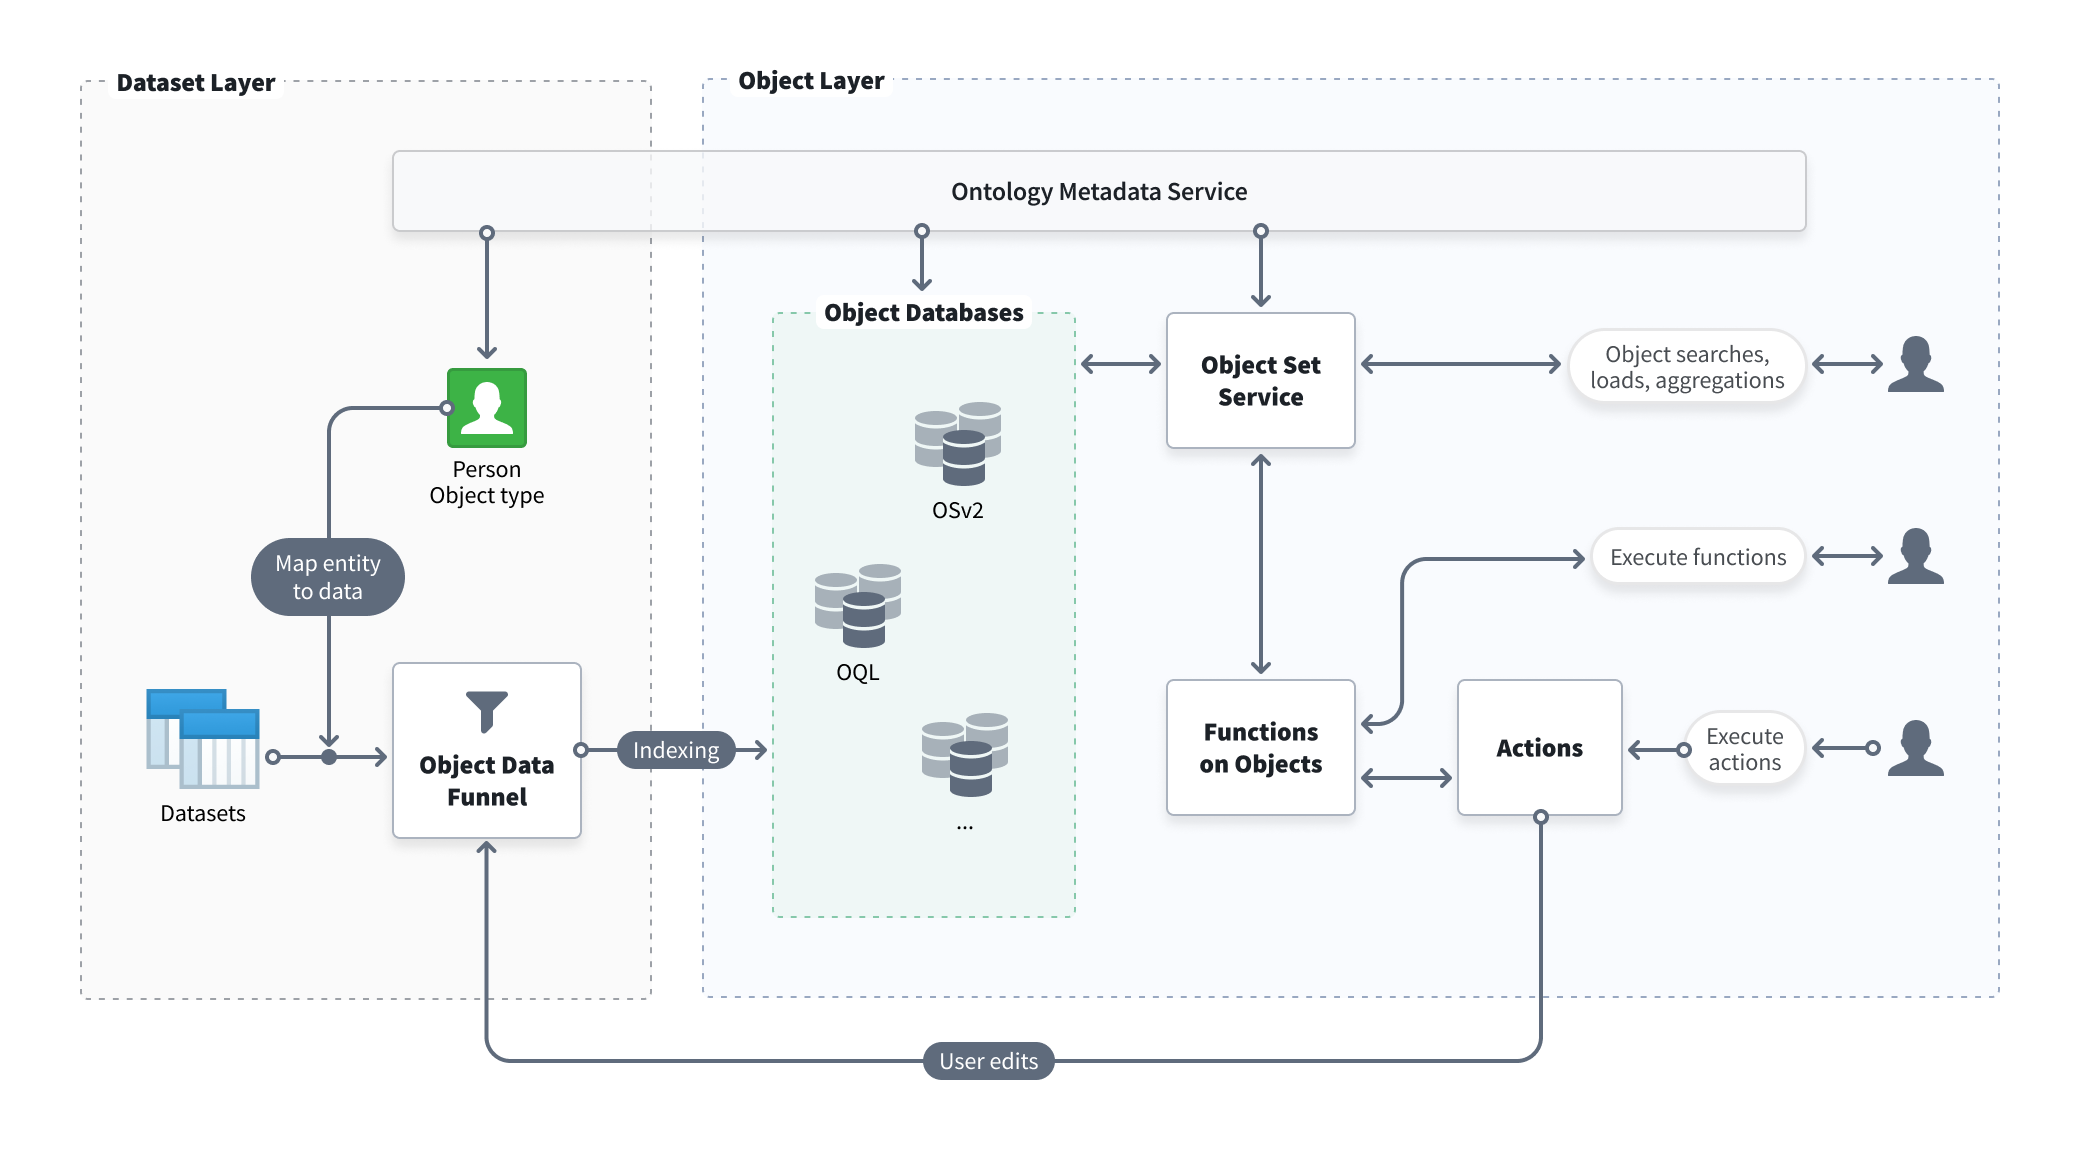 Dataset Layer
Object Layer
Ontology Metadata Service
Person
Object type
Map entity
to data
Datasets
Object Data
Funnel
Indexing
Object Databases
OSv2
OQL
...
Object Set
Service
Object searches,
loads, aggregations
Execute functions
Functions
on Objects
Actions
Execute
actions
User edits